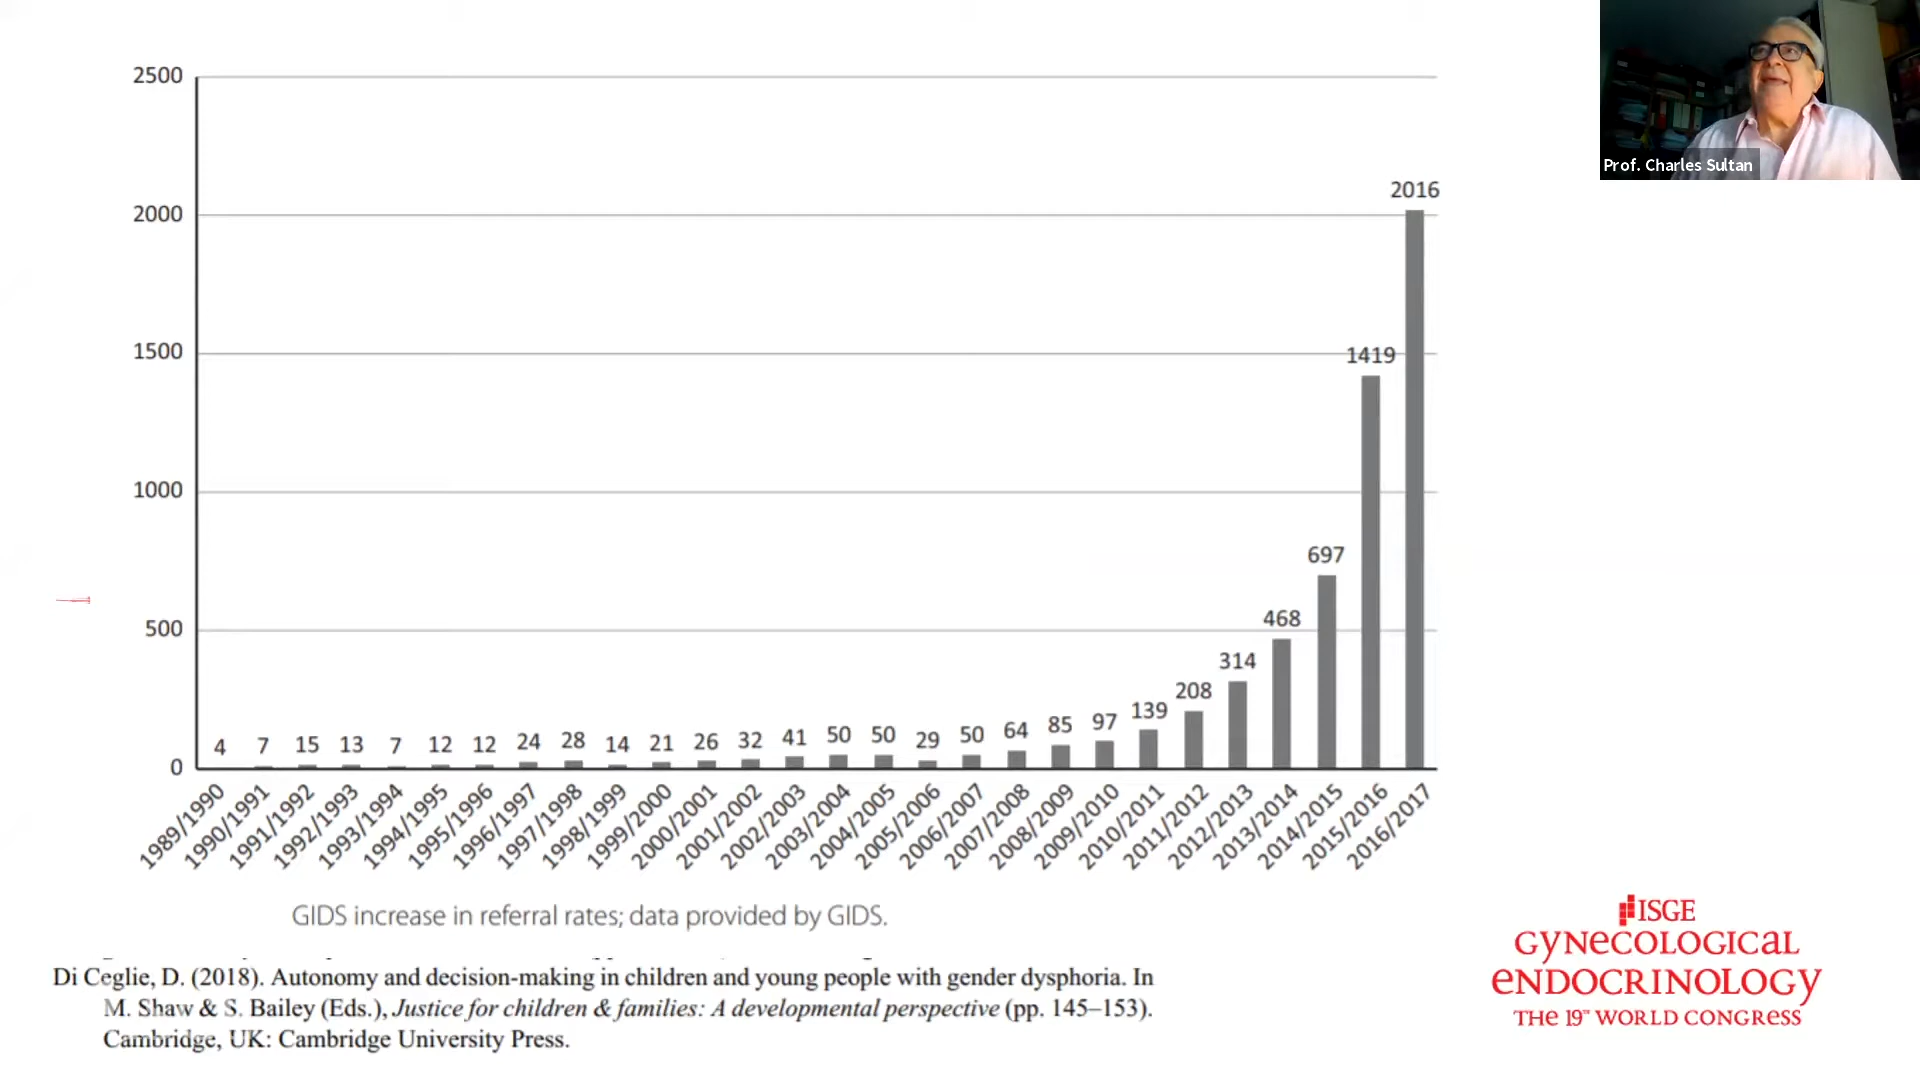 2500
2000
1500
1000
500
0
4 7 15 13 7 12 12 24 28 14 21 26 32 41 50 50 29 50 64 85 97 139 208 314 468 697 1419 2016
1989/1990 1990/1991 1991/1992 1992/1993 1993/1994 1994/1995 1995/1996 1996/1997 1997/1998 1998/1999 1999/2000 2000/2001 2001/2002 2002/2003 2003/2004 2004/2005 2005/2006 2006/2007 2007/2008 2008/2009 2009/2010 2010/2011 2011/2012 2012/2013 2013/2014 2014/2015 2015/2016 2016/2017
GIDS increase in referral rates; data provided by GIDS.
Di Ceglie, D. (2018). Autonomy and decision-making in children and young people with gender dysphoria. In
M. Shaw & S. Bailey (Eds.), Justice for children & families: A developmental perspective (pp. 145–153).
Cambridge, UK: Cambridge University Press.
Prof. Charles Sultan
ISGE
GYNeCOLOGICaL
eNDOCRINOLOGY
THe 19™ WORLD CONGRess